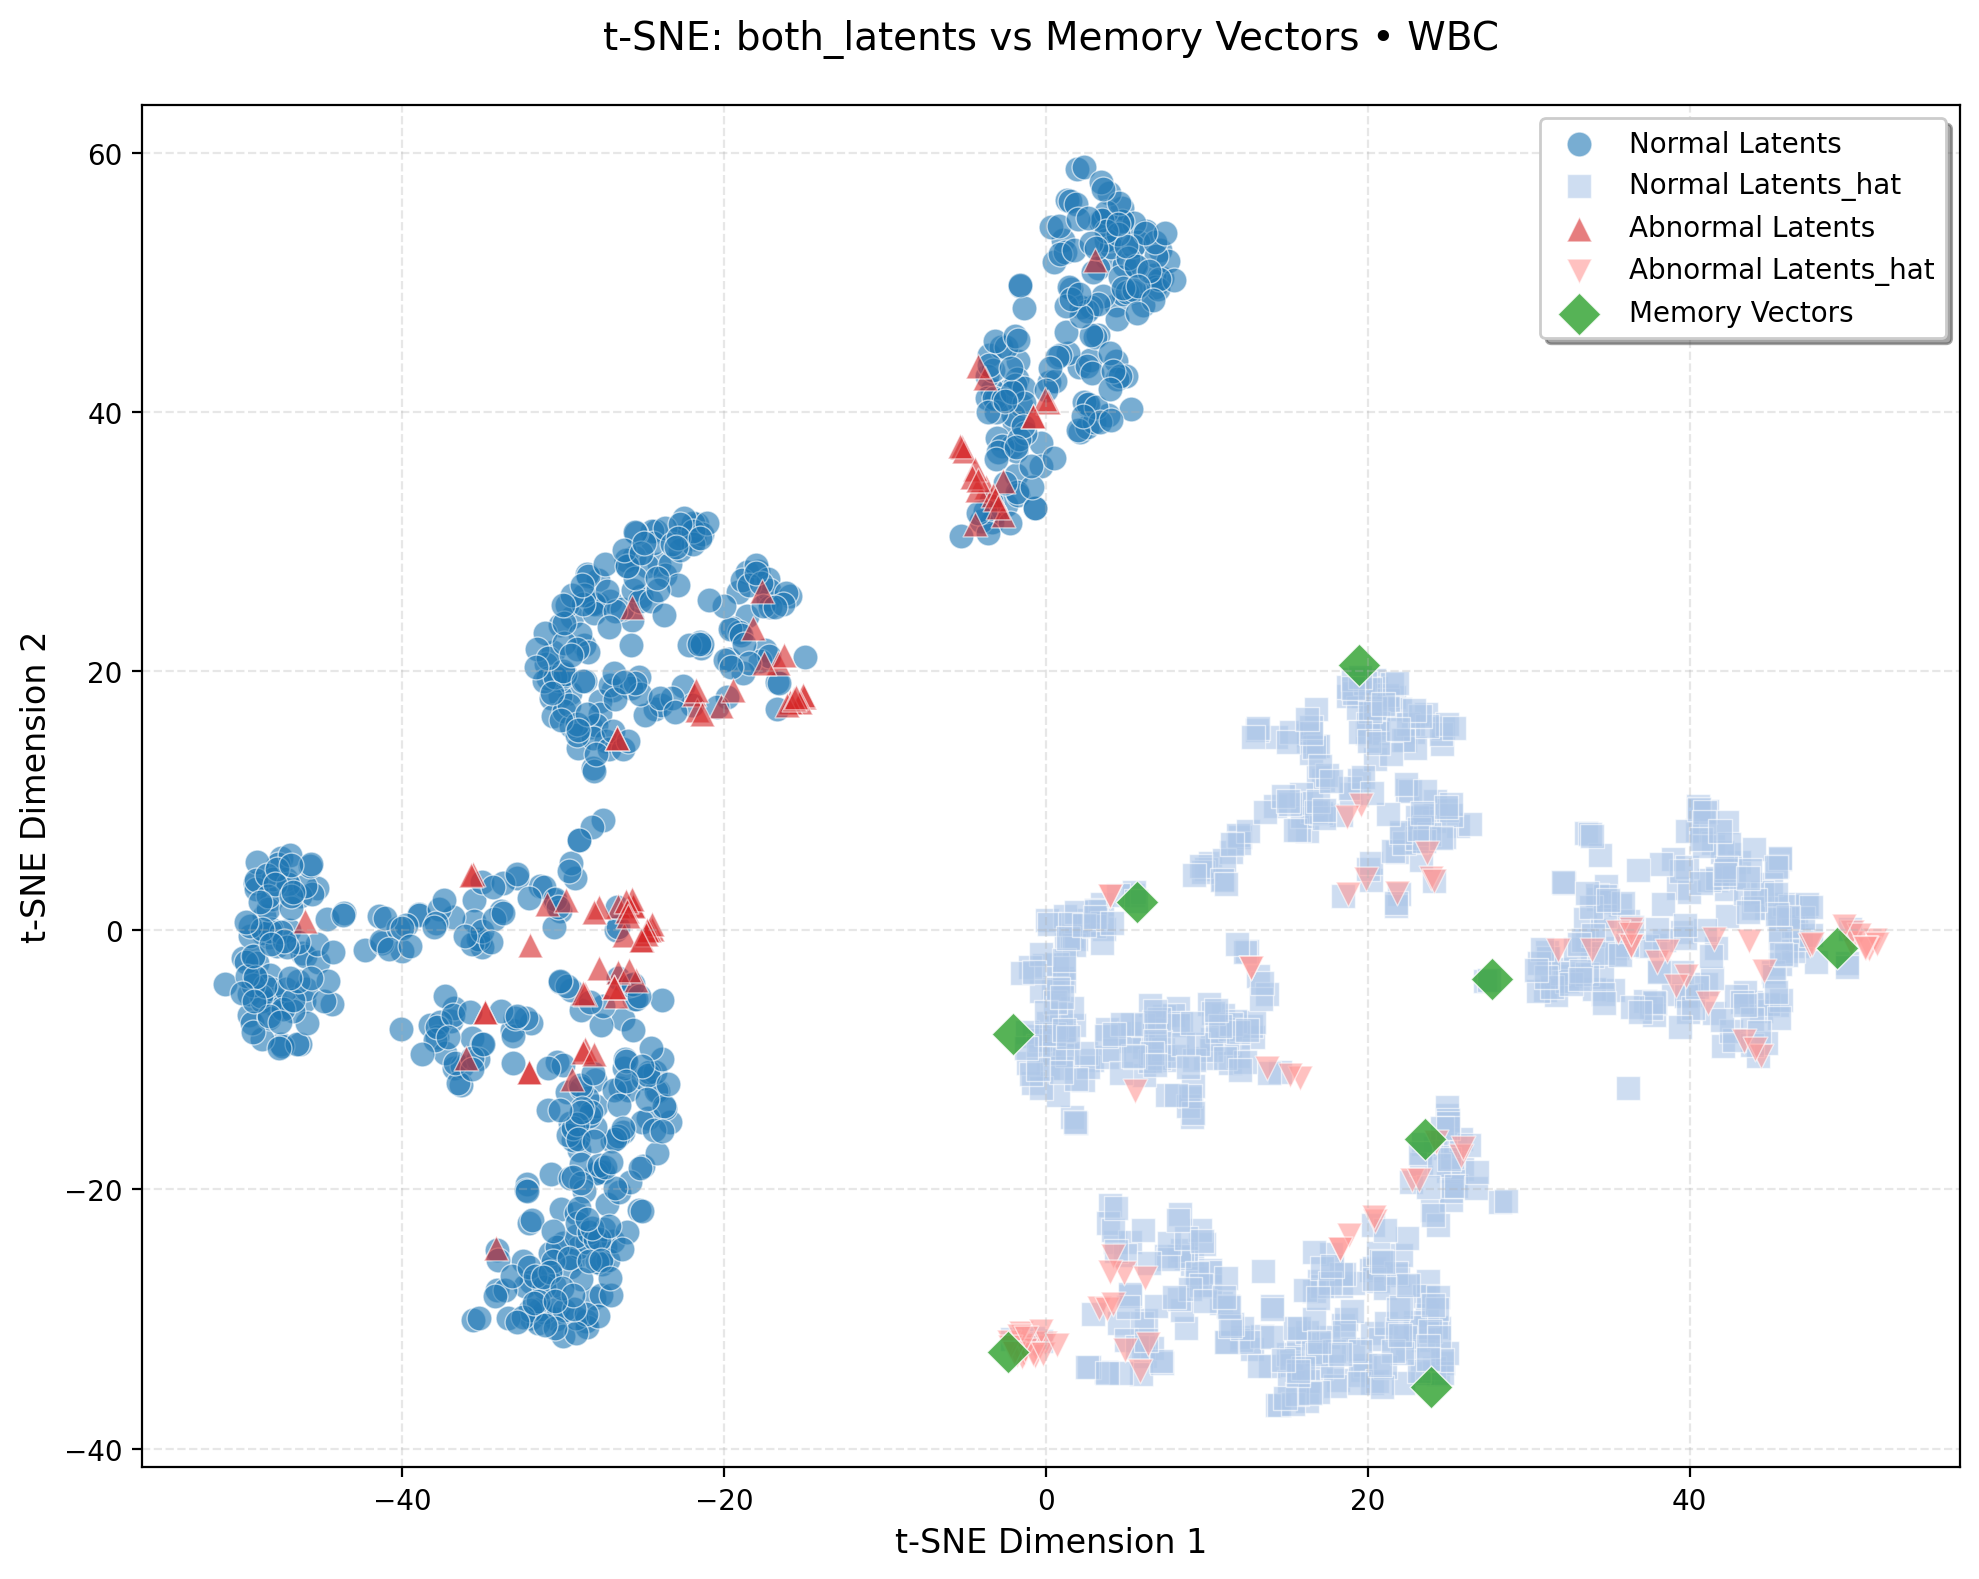 t-SNE: both_latents vs Memory Vectors • WBC
Normal Latents
Normal Latents_hat
Abnormal Latents
Abnormal Latents_hat
Memory Vectors
t-SNE Dimension 2
60
40
20
0
−20
−40
−40
−20
0
20
40
t-SNE Dimension 1